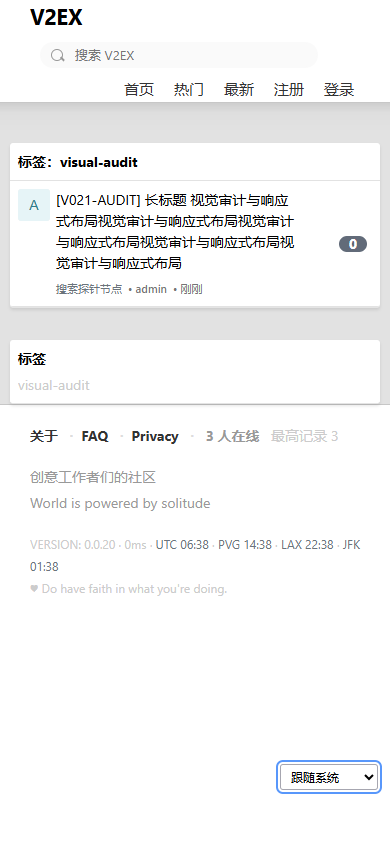 V2EX
搜索 V2EX
首页 热门 最新 注册 登录
标签：visual-audit
A
[V021-AUDIT] 长标题 视觉审计与响应
式布局视觉审计与响应式布局视觉审计
与响应式布局视觉审计与响应式布局视
觉审计与响应式布局
0
搜索探针节点 • admin • 刚刚
标签
visual-audit
关于 · FAQ · Privacy · 3 人在线 最高记录 3
创意工作者们的社区
World is powered by solitude
VERSION: 0.0.20 · 0ms · UTC 06:38 · PVG 14:38 · LAX 22:38 · JFK
01:38
♥ Do have faith in what you're doing.
跟随系统